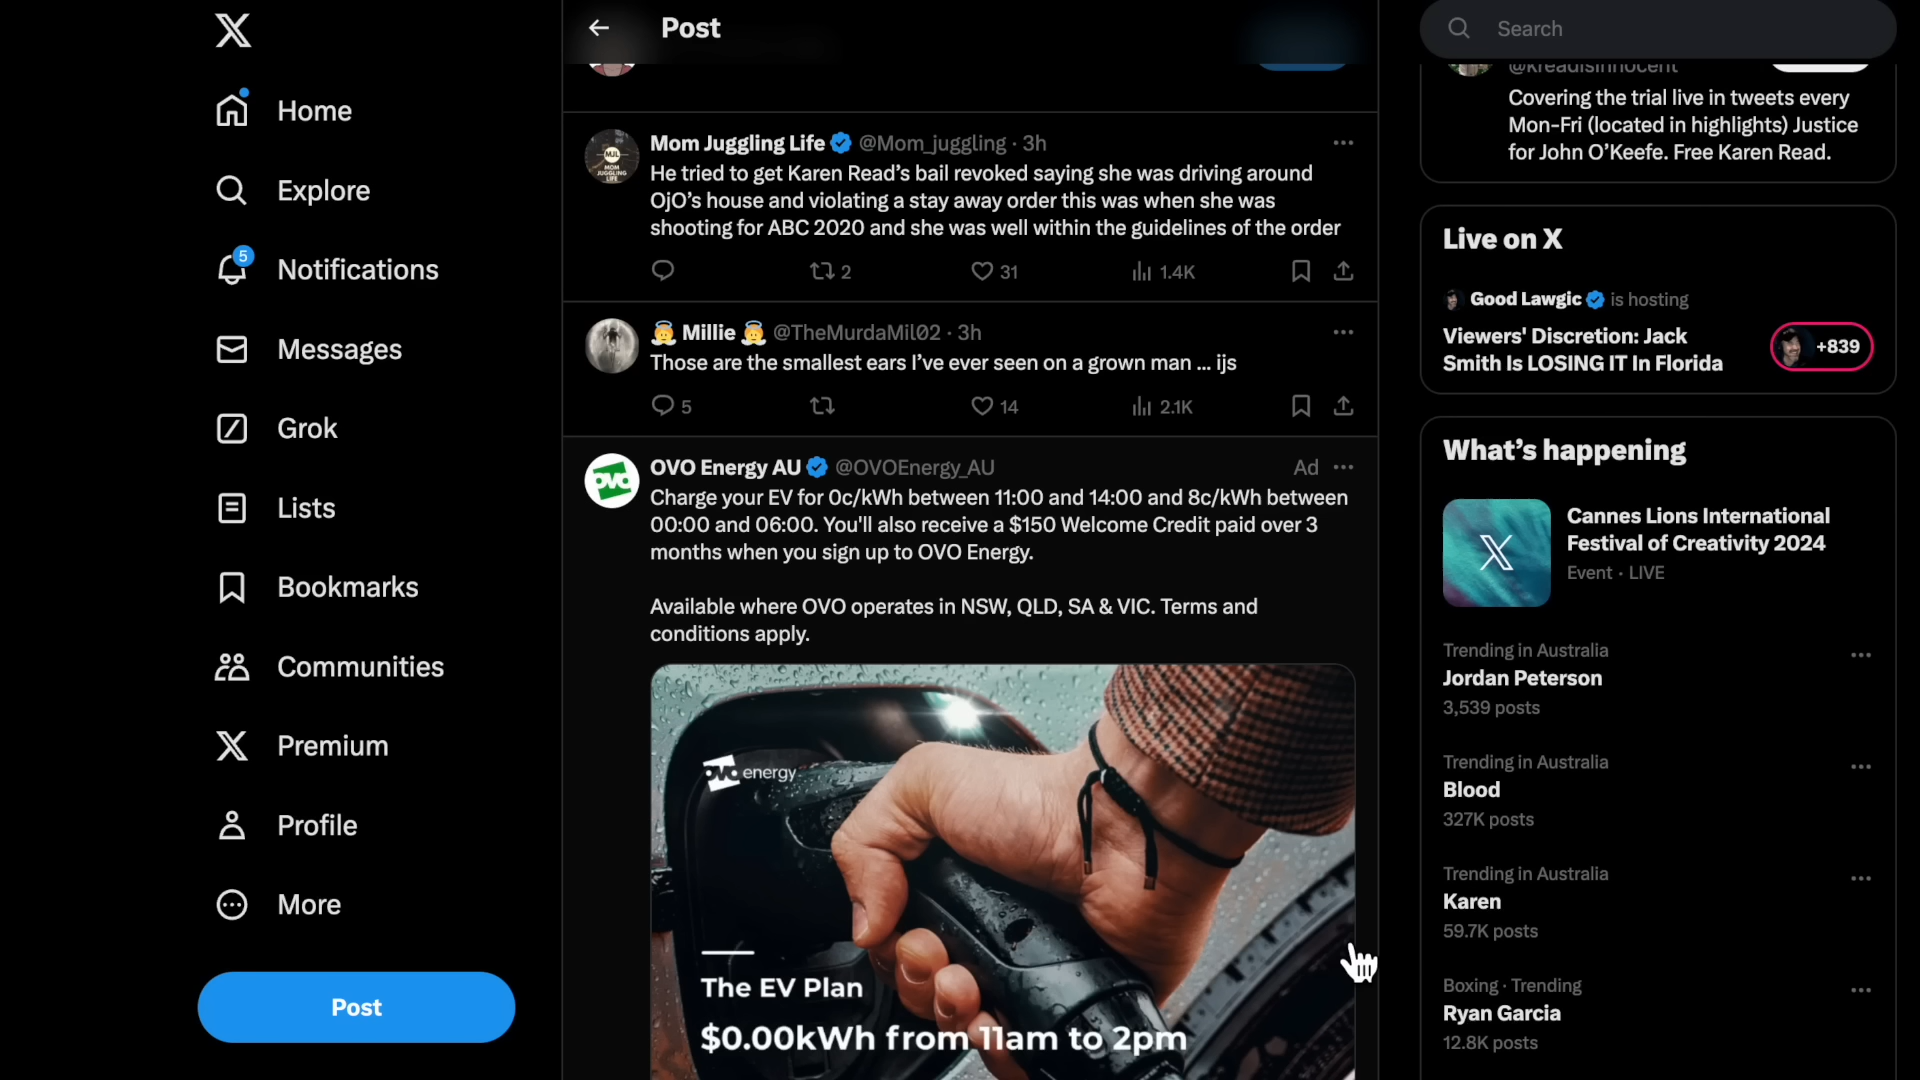 Home
Explore
5
Notifications
Messages
Grok
Lists
Bookmarks
Communities
Premium
Profile
More
Post
Post
Mom Juggling Life @Mom_juggling · 3h
MJL
MOM
JUGGLING
LIFE
He tried to get Karen Read’s bail revoked saying she was driving around
OjO’s house and violating a stay away order this was when she was
shooting for ABC 2020 and she was well within the guidelines of the order
2 31 1.4K
Millie @TheMurdaMil02 · 3h
Those are the smallest ears I’ve ever seen on a grown man ... ijs
5 14 2.1K
OVO Energy AU @OVOEnergy_AU Ad
ovo
Charge your EV for 0c/kWh between 11:00 and 14:00 and 8c/kWh between
00:00 and 06:00. You'll also receive a $150 Welcome Credit paid over 3
months when you sign up to OVO Energy.
Available where OVO operates in NSW, QLD, SA & VIC. Terms and
conditions apply.
ovo energy
The EV Plan
$0.00kWh from 11am to 2pm
Search
@kreadisinnocent
Covering the trial live in tweets every
Mon-Fri (located in highlights) Justice
for John O’Keefe. Free Karen Read.
Live on X
Good Lawgic is hosting
Viewers' Discretion: Jack
Smith Is LOSING IT In Florida
+839
What’s happening
Cannes Lions International
Festival of Creativity 2024
Event · LIVE
Trending in Australia
Jordan Peterson
3,539 posts
Trending in Australia
Blood
327K posts
Trending in Australia
Karen
59.7K posts
Boxing · Trending
Ryan Garcia
12.8K posts